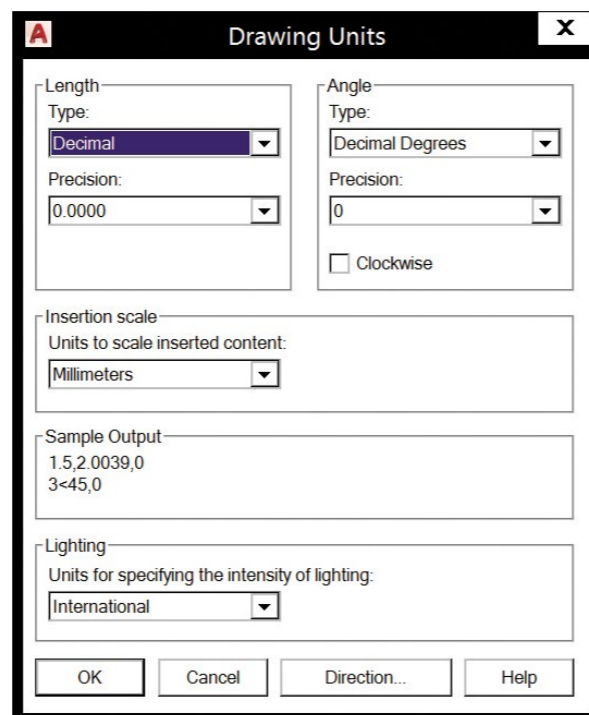 A
Drawing Units
X
Length
Type:
Decimal
Precision:
0.0000
Angle
Type:
Decimal Degrees
Precision:
0
Clockwise
Insertion scale
Units to scale inserted content:
Millimeters
Sample Output
1.5,2.0039,0
3<45,0
Lighting
Units for specifying the intensity of lighting:
International
OK
Cancel
Direction...
Help